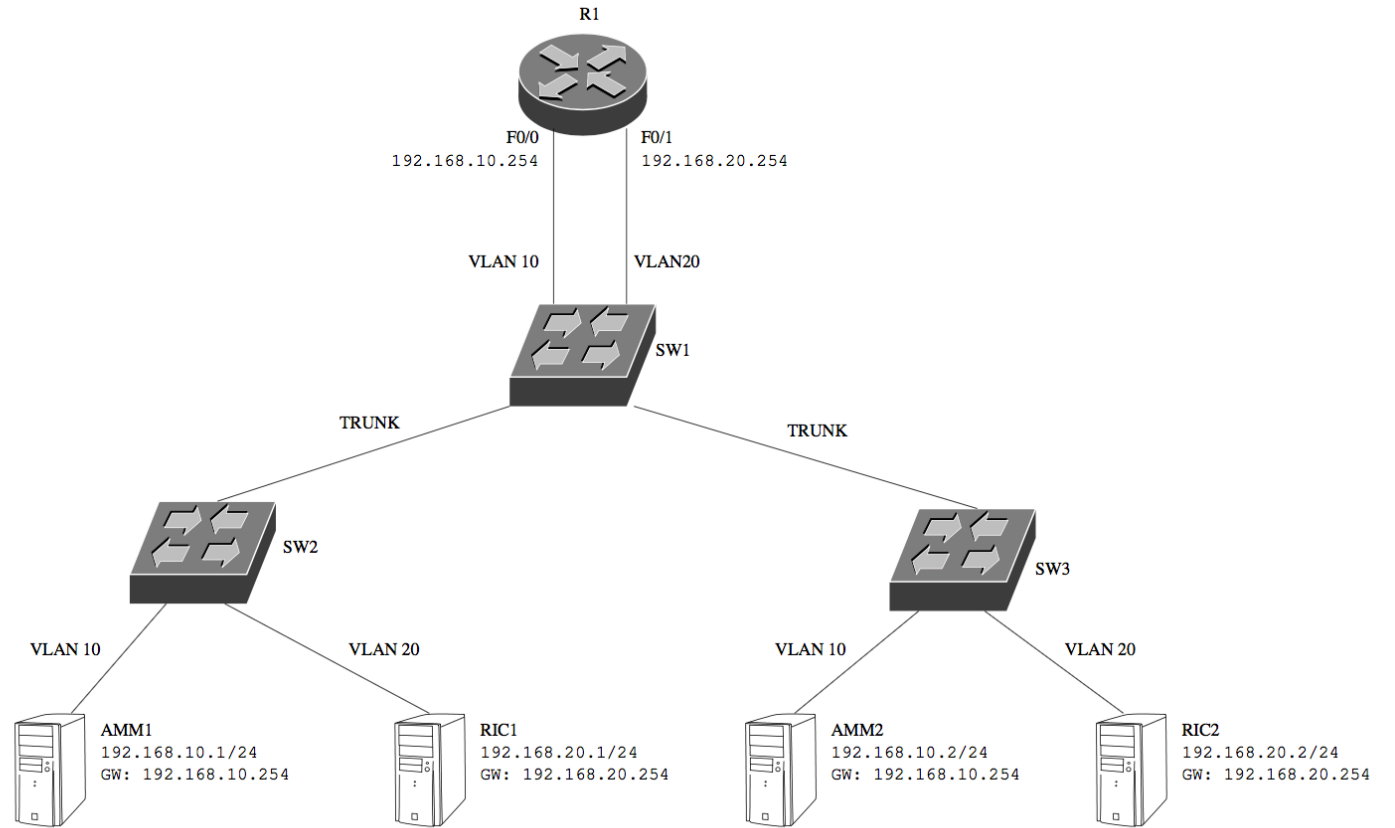 R1
F0/0
192.168.10.254
F0/1
192.168.20.254
VLAN 10
VLAN20
SW1
TRUNK
TRUNK
SW2
SW3
VLAN 10
VLAN 20
VLAN 10
VLAN 20
AMM1
192.168.10.1/24
GW: 192.168.10.254
RIC1
192.168.20.1/24
GW: 192.168.20.254
AMM2
192.168.10.2/24
GW: 192.168.10.254
RIC2
192.168.20.2/24
GW: 192.168.20.254